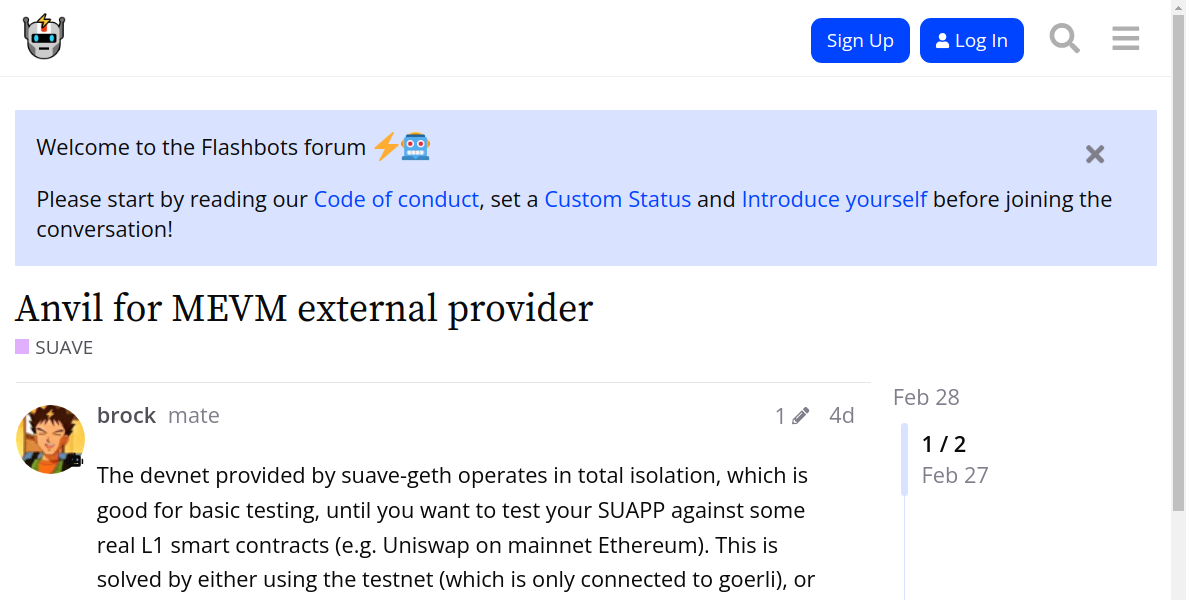 Sign Up
Log In
Welcome to the Flashbots forum
Please start by reading our Code of conduct, set a Custom Status and Introduce yourself before joining the
conversation!
Anvil for MEVM external provider
SUAVE
brock mate
1 4d
The devnet provided by suave-geth operates in total isolation, which is
good for basic testing, until you want to test your SUAPP against some
real L1 smart contracts (e.g. Uniswap on mainnet Ethereum). This is
solved by either using the testnet (which is only connected to goerli), or
Feb 28
1 / 2
Feb 27